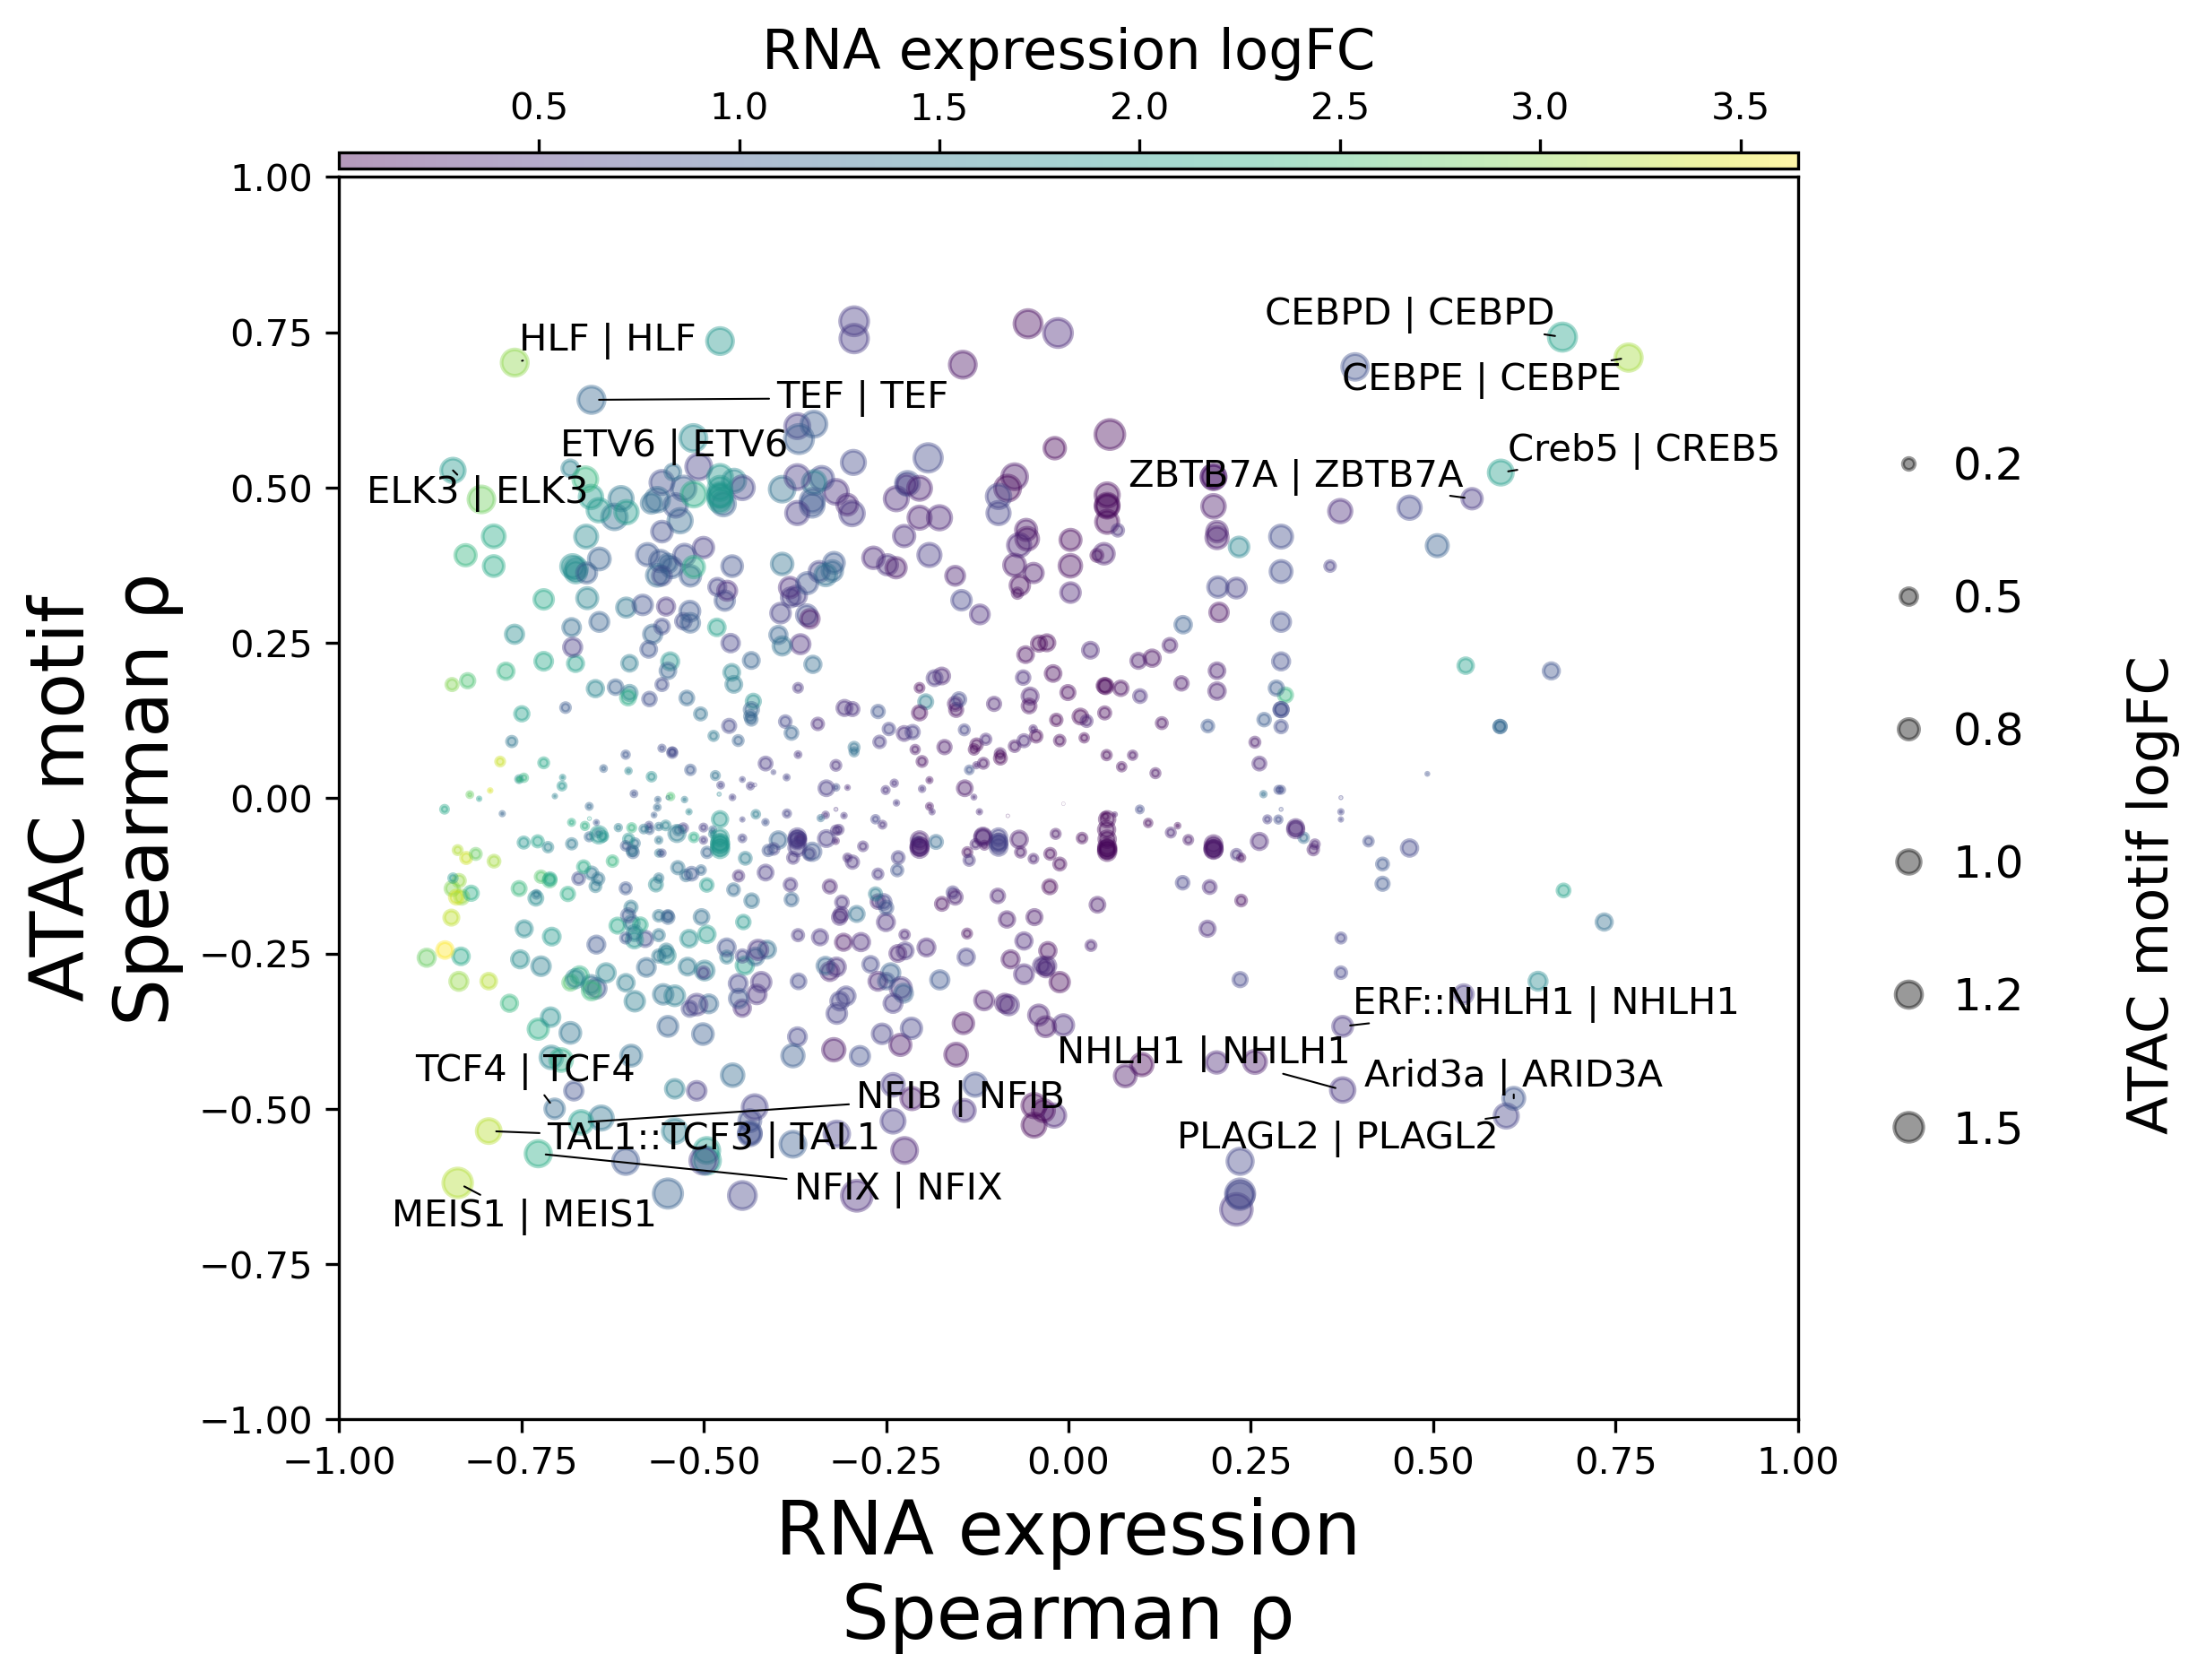 RNA expression logFC
0.5 1.0 1.5 2.0 2.5 3.0 3.5
1.00
0.75
0.50
0.25
0.00
−0.25
−0.50
−0.75
−1.00
ATAC motif
Spearman ρ
CEBPD | CEBPD
HLF | HLF
CEBPE | CEBPE
TEF | TEF
ETV6 | ETV6
Creb5 | CREB5
ZBTB7A | ZBTB7A
ELK3 | ELK3
ERF::NHLH1 | NHLH1
NHLH1 | NHLH1
TCF4 | TCF4
Arid3a | ARID3A
NFIB | NFIB
TAL1::TCF3 | TAL1
PLAGL2 | PLAGL2
NFIX | NFIX
MEIS1 | MEIS1
−1.00 −0.75 −0.50 −0.25 0.00 0.25 0.50 0.75 1.00
RNA expression
Spearman ρ
0.2
0.5
0.8
1.0
1.2
1.5
ATAC motif logFC